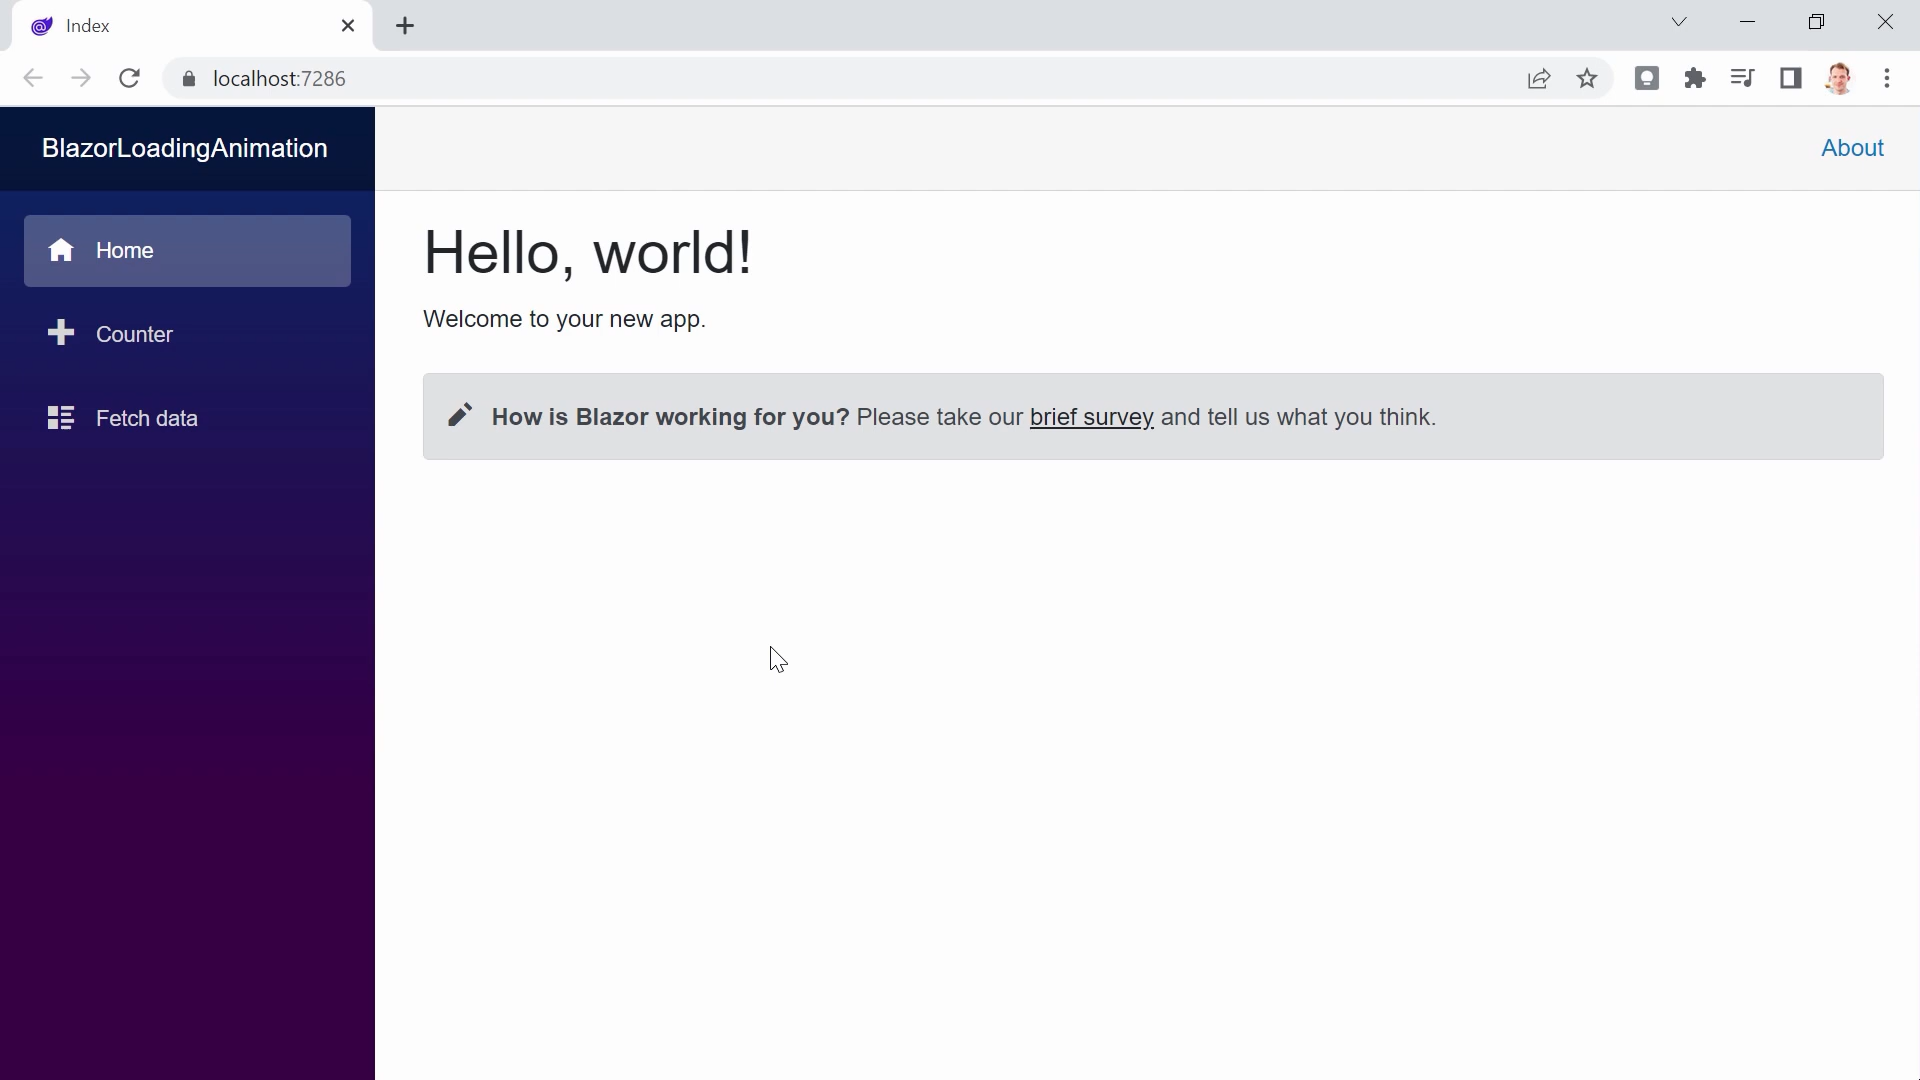 Index
localhost:7286
BlazorLoadingAnimation
About
Home
Counter
Fetch data
Hello, world!
Welcome to your new app.
How is Blazor working for you? Please take our brief survey and tell us what you think.